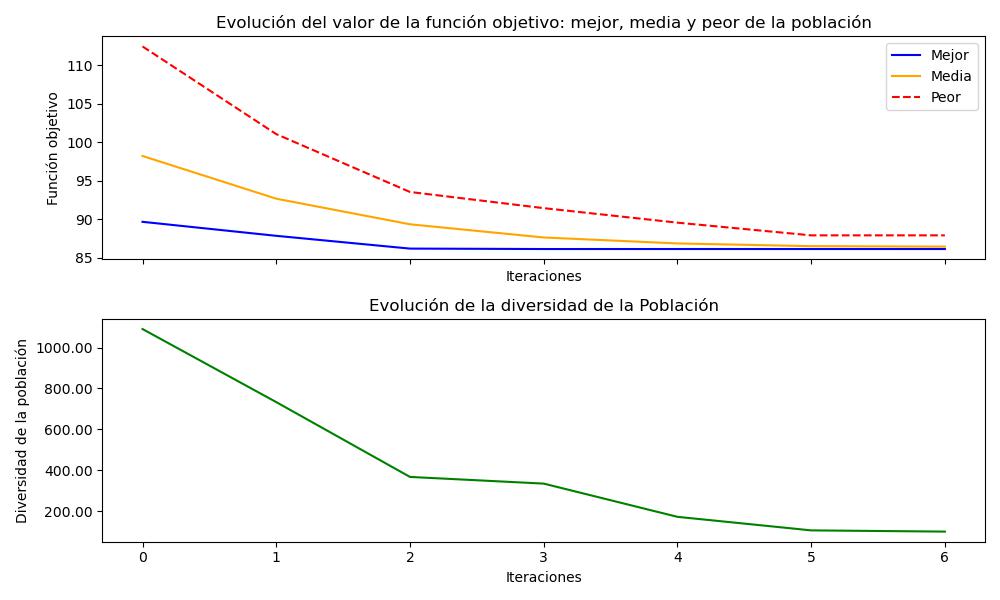 Evolución del valor de la función objetivo: mejor, media y peor de la población
Función objetivo
110
105
100
95
90
85
Mejor
Media
Peor
Iteraciones
Evolución de la diversidad de la Población
Diversidad de la población
1000.00
800.00
600.00
400.00
200.00
0 1 2 3 4 5 6
Iteraciones